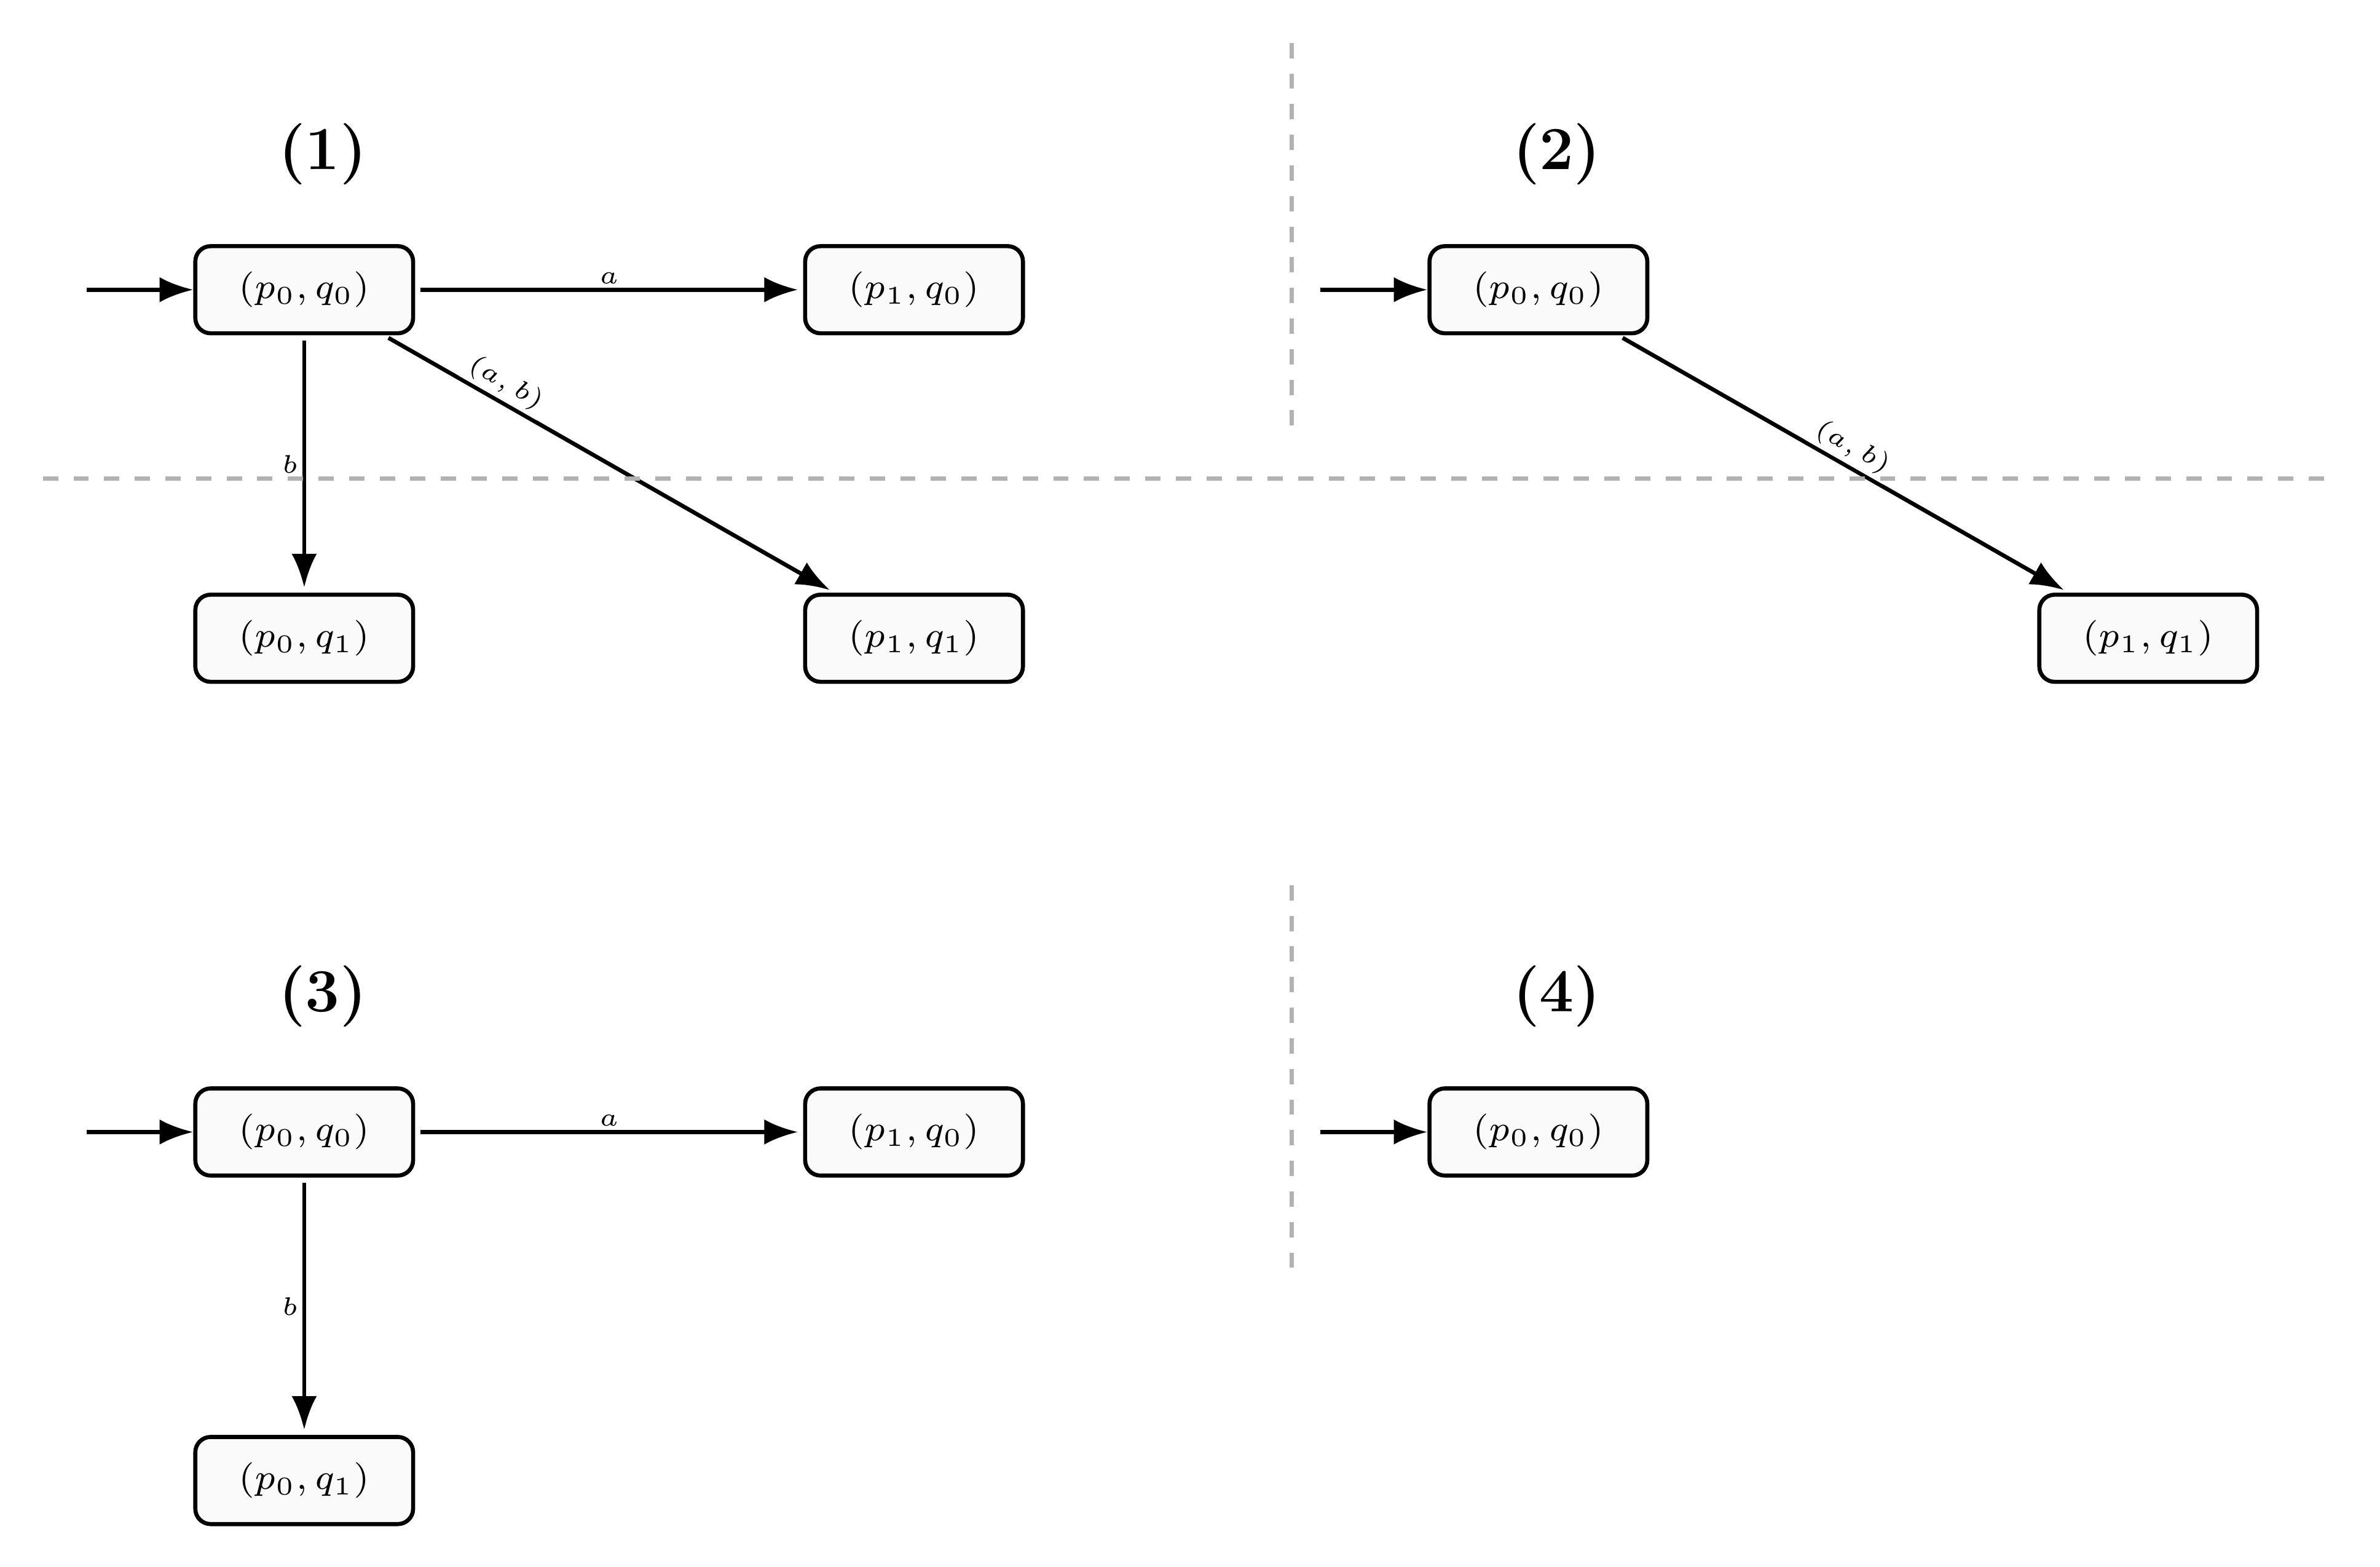 (1)
(2)
(p₀, q₀)
a
(p₁, q₀)
(p₀, q₀)
(a, b)
(a, b)
b
(p₀, q₁)
(p₁, q₁)
(p₁, q₁)
(3)
(4)
(p₀, q₀)
a
(p₁, q₀)
(p₀, q₀)
b
(p₀, q₁)